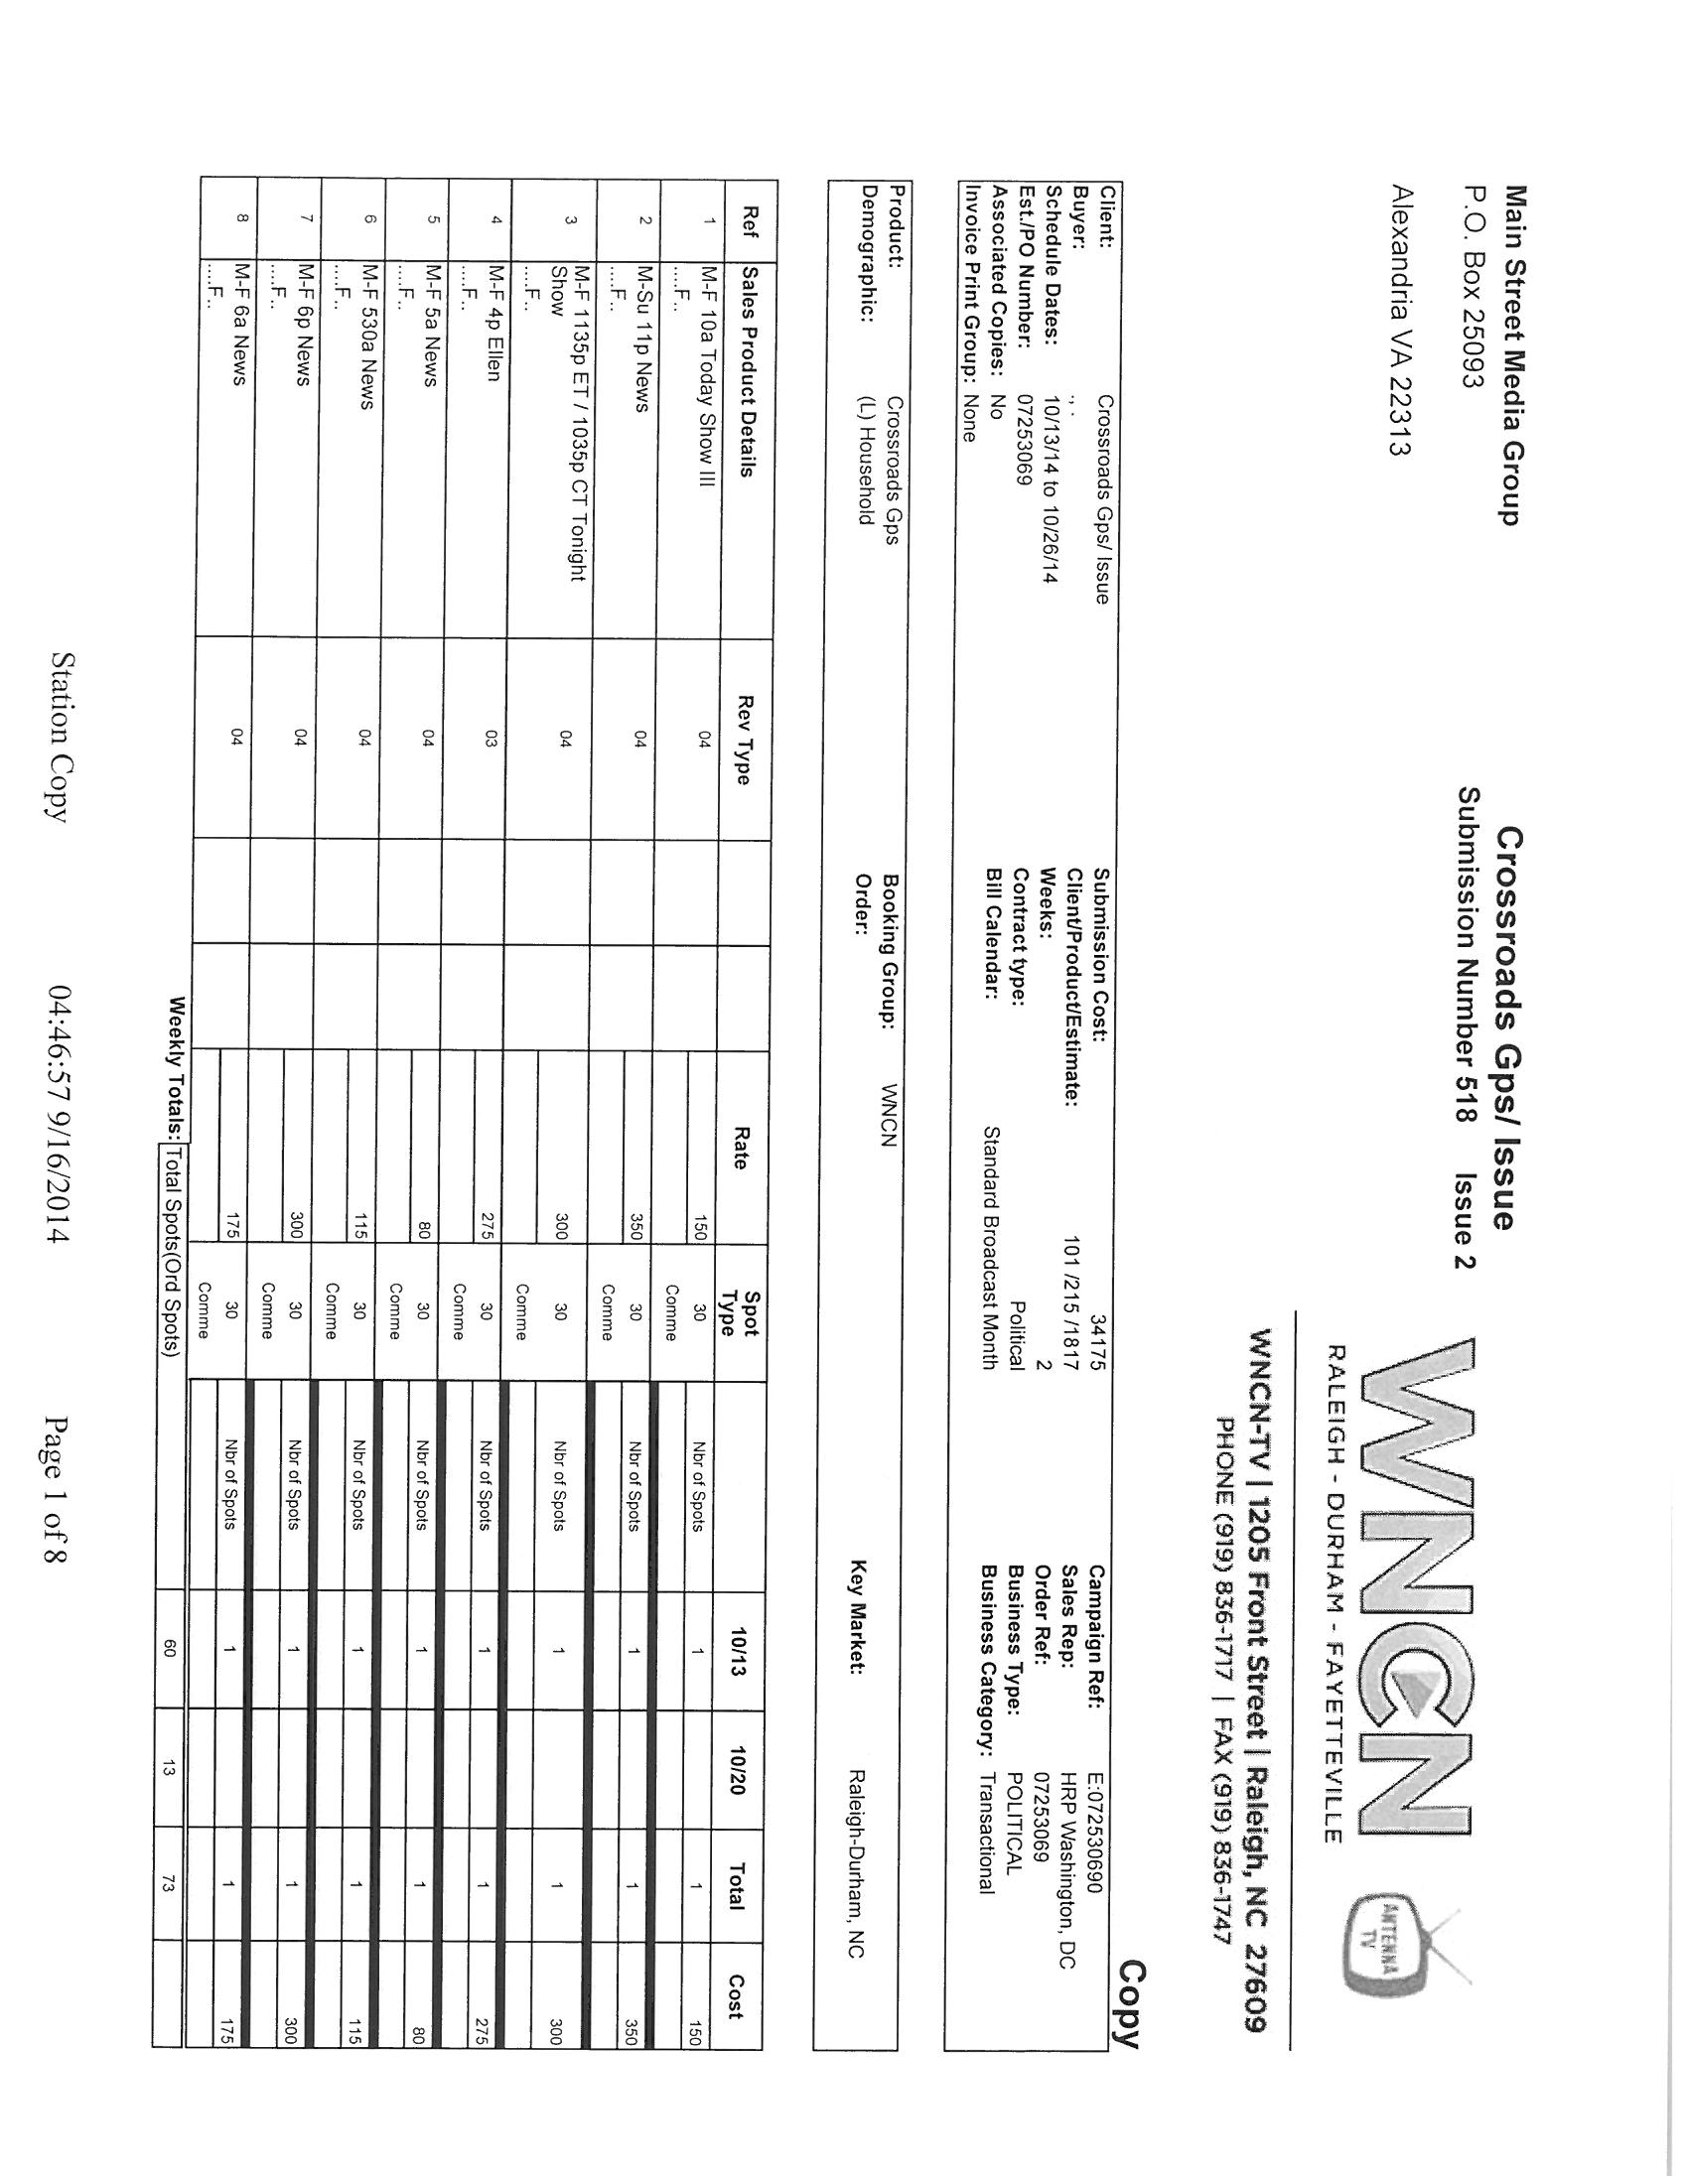 Main Street Media Group
P.O. Box 25093
Alexandria VA 22313
Crossroads Gps/ Issue
Submission Number 518 Issue 2
WNCN
RALEIGH - DURHAM - FAYETTEVILLE
ANTENNA TV
WNCN-TV | 1205 Front Street | Raleigh, NC 27609
PHONE (919) 836-1717 | FAX (919) 836-1747
Copy
Client: Crossroads Gps/ Issue Submission Cost: 34175 Campaign Ref: E:072530690
Buyer: , . Client/Product/Estimate: 101 /215 /1817 Sales Rep: HRP Washington, DC
Schedule Dates: 10/13/14 to 10/26/14 Weeks: 2 Order Ref: 07253069
Est./PO Number: 07253069 Contract type: Political Business Type: POLITICAL
Associated Copies: No Bill Calendar: Standard Broadcast Month Business Category: Transactional
Invoice Print Group: None
Product: Crossroads Gps Booking Group: WNCN
Demographic: (L) Household Order: Key Market: Raleigh-Durham, NC
Ref Sales Product Details Rev Type Rate Spot Type 10/13 10/20 Total Cost
1 M-F 10a Today Show III 04 150 30 Nbr of Spots 1 1 150
....F.. Comme
2 M-Su 11p News 04 350 30 Nbr of Spots 1 1 350
....F.. Comme
3 M-F 1135p ET / 1035p CT Tonight 04 300 30 Nbr of Spots 1 1 300
Show
....F.. Comme
4 M-F 4p Ellen 03 275 30 Nbr of Spots 1 1 275
....F.. Comme
5 M-F 5a News 04 80 30 Nbr of Spots 1 1 80
....F.. Comme
6 M-F 530a News 04 115 30 Nbr of Spots 1 1 115
....F.. Comme
7 M-F 6p News 04 300 30 Nbr of Spots 1 1 300
....F.. Comme
8 M-F 6a News 04 175 30 Nbr of Spots 1 1 175
....F.. Comme
Weekly Totals: Total Spots(Ord Spots) 60 13 73
Station Copy 04:46:57 9/16/2014 Page 1 of 8